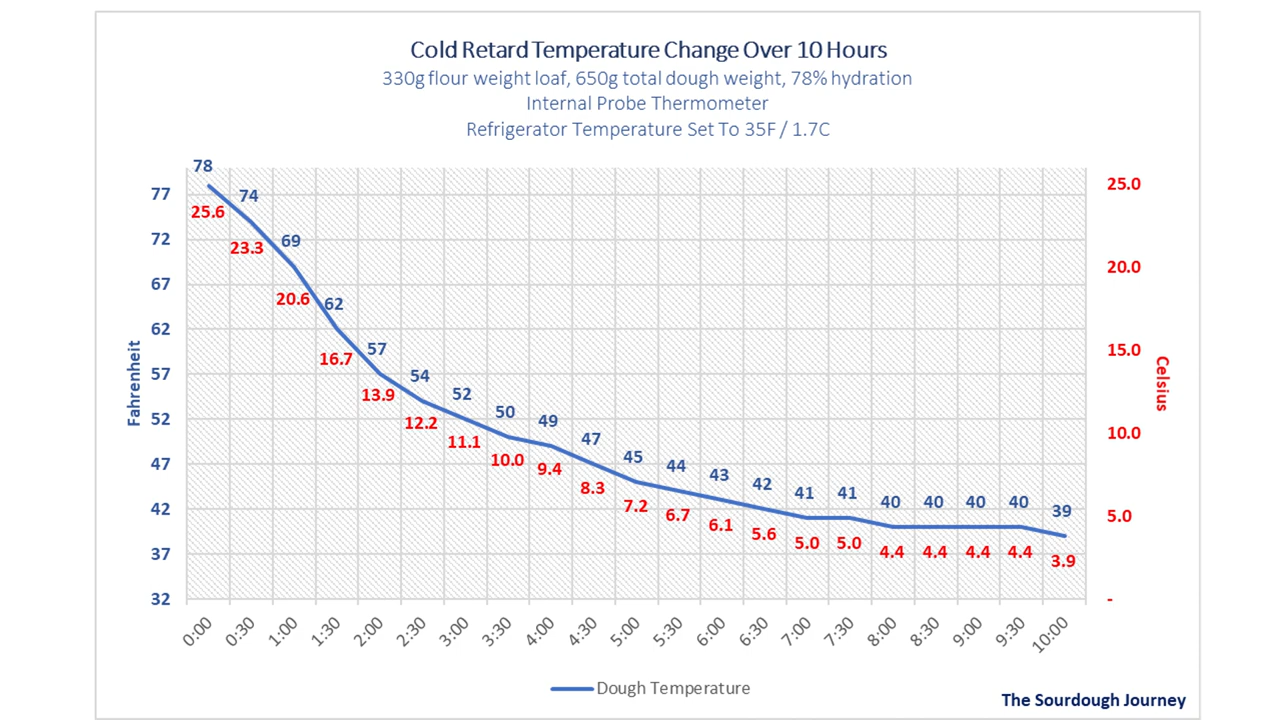 Cold Retard Temperature Change Over 10 Hours
330g flour weight loaf, 650g total dough weight, 78% hydration
Internal Probe Thermometer
Refrigerator Temperature Set To 35F / 1.7C
Fahrenheit
77
72
67
62
57
52
47
42
37
32
78 74 69 62 57 54 52 50 49 47 45 44 43 42 41 41 40 40 40 40 39
25.6 23.3 20.6 16.7 13.9 12.2 11.1 10.0 9.4 8.3 7.2 6.7 6.1 5.6 5.0 5.0 4.4 4.4 4.4 4.4 3.9
25.0
20.0
15.0
10.0
5.0
-
Celsius
0:00 0:30 1:00 1:30 2:00 2:30 3:00 3:30 4:00 4:30 5:00 5:30 6:00 6:30 7:00 7:30 8:00 8:30 9:00 9:30 10:00
Dough Temperature
The Sourdough Journey